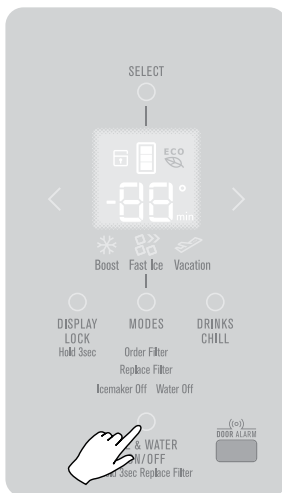 SELECT
ECO
-88°
min
Boost Fast Ice Vacation
DISPLAY LOCK
Hold 3sec
MODES
DRINKS CHILL
Order Filter
Replace Filter
Icemaker Off Water Off
& WATER
ON/OFF
3sec Replace Filter
DOOR ALARM